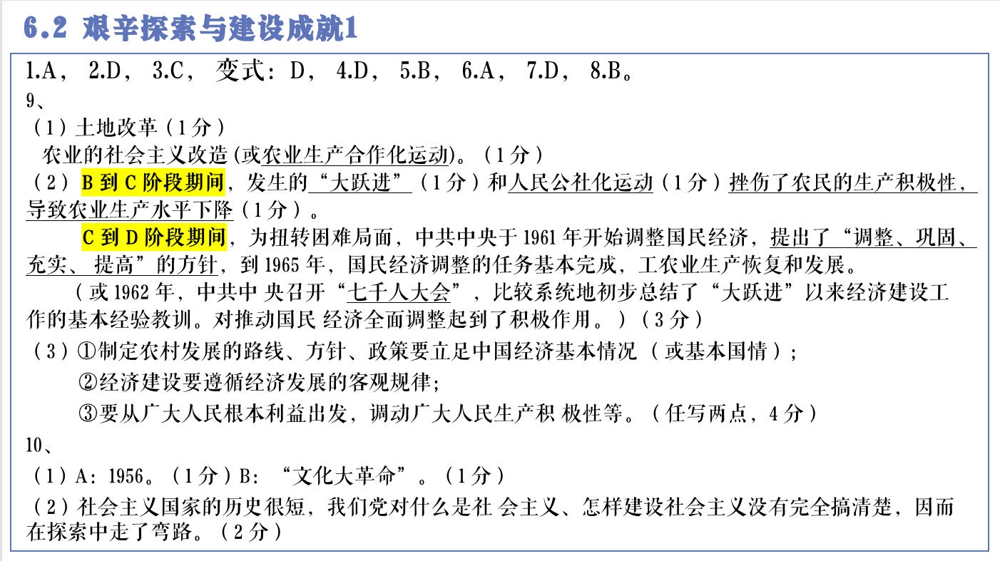 6.2 艰辛探索与建设成就1
1.A， 2.D， 3.C， 变式：D， 4.D， 5.B， 6.A， 7.D， 8.B。
9、
（1）土地改革（1 分）
农业的社会主义改造 (或农业生产合作化运动)。（1 分）
（2）B 到 C 阶段期间，发生的“大跃进”（1 分）和人民公社化运动（1 分）挫伤了农民的生产积极性，
导致农业生产水平下降（1 分）。
C 到 D 阶段期间，为扭转困难局面，中共中央于 1961 年开始调整国民经济，提出了“调整、巩固、
充实、 提高”的方针，到 1965 年，国民经济调整的任务基本完成，工农业生产恢复和发展。
（ 或 1962 年，中共中 央召开“七千人大会”，比较系统地初步总结了“大跃进”以来经济建设工
作的基本经验教训。对推动国民 经济全面调整起到了积极作用。）（3 分）
（3）①制定农村发展的路线、方针、政策要立足中国经济基本情况 （ 或基本国情 ）；
②经济建设要遵循经济发展的客观规律；
③要从广大人民根本利益出发，调动广大人民生产积 极性等。（ 任写两点，4 分）
10、
（1）A：1956。（1 分）B：“文化大革命”。（1 分）
（2）社会主义国家的历史很短，我们党对什么是社 会主义、怎样建设社会主义没有完全搞清楚，因而
在探索中走了弯路。（2 分）